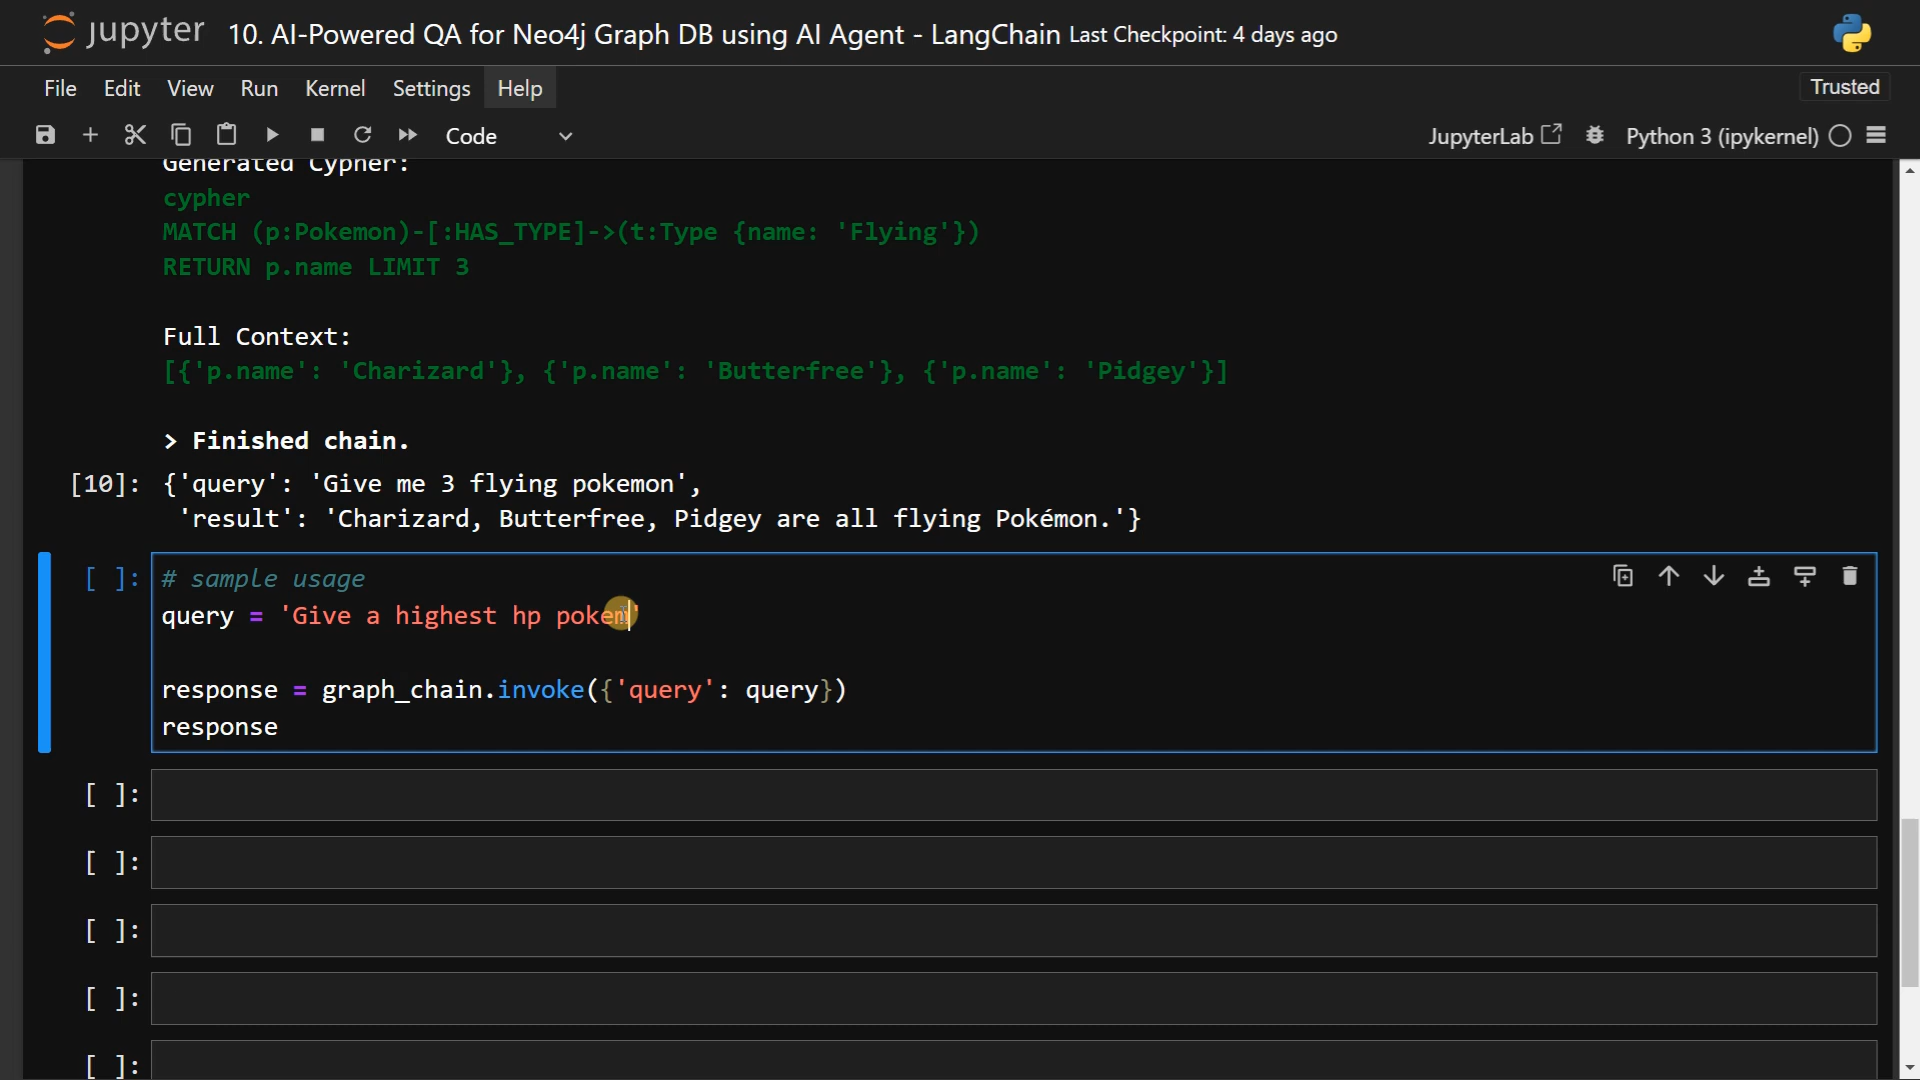 jupyter 10. AI-Powered QA for Neo4j Graph DB using AI Agent - LangChain Last Checkpoint: 4 days ago
File Edit View Run Kernel Settings Help Trusted
Code JupyterLab Python 3 (ipykernel)
Generated Cypher:
cypher
MATCH (p:Pokemon)-[:HAS_TYPE]->(t:Type {name: 'Flying'})
RETURN p.name LIMIT 3
Full Context:
[{'p.name': 'Charizard'}, {'p.name': 'Butterfree'}, {'p.name': 'Pidgey'}]
> Finished chain.
[10]: {'query': 'Give me 3 flying pokemon',
'result': 'Charizard, Butterfree, Pidgey are all flying Pokémon.'}
[ ]: # sample usage
query = 'Give a highest hp pokem'
response = graph_chain.invoke({'query': query})
response
[ ]:
[ ]:
[ ]:
[ ]:
[ ]: